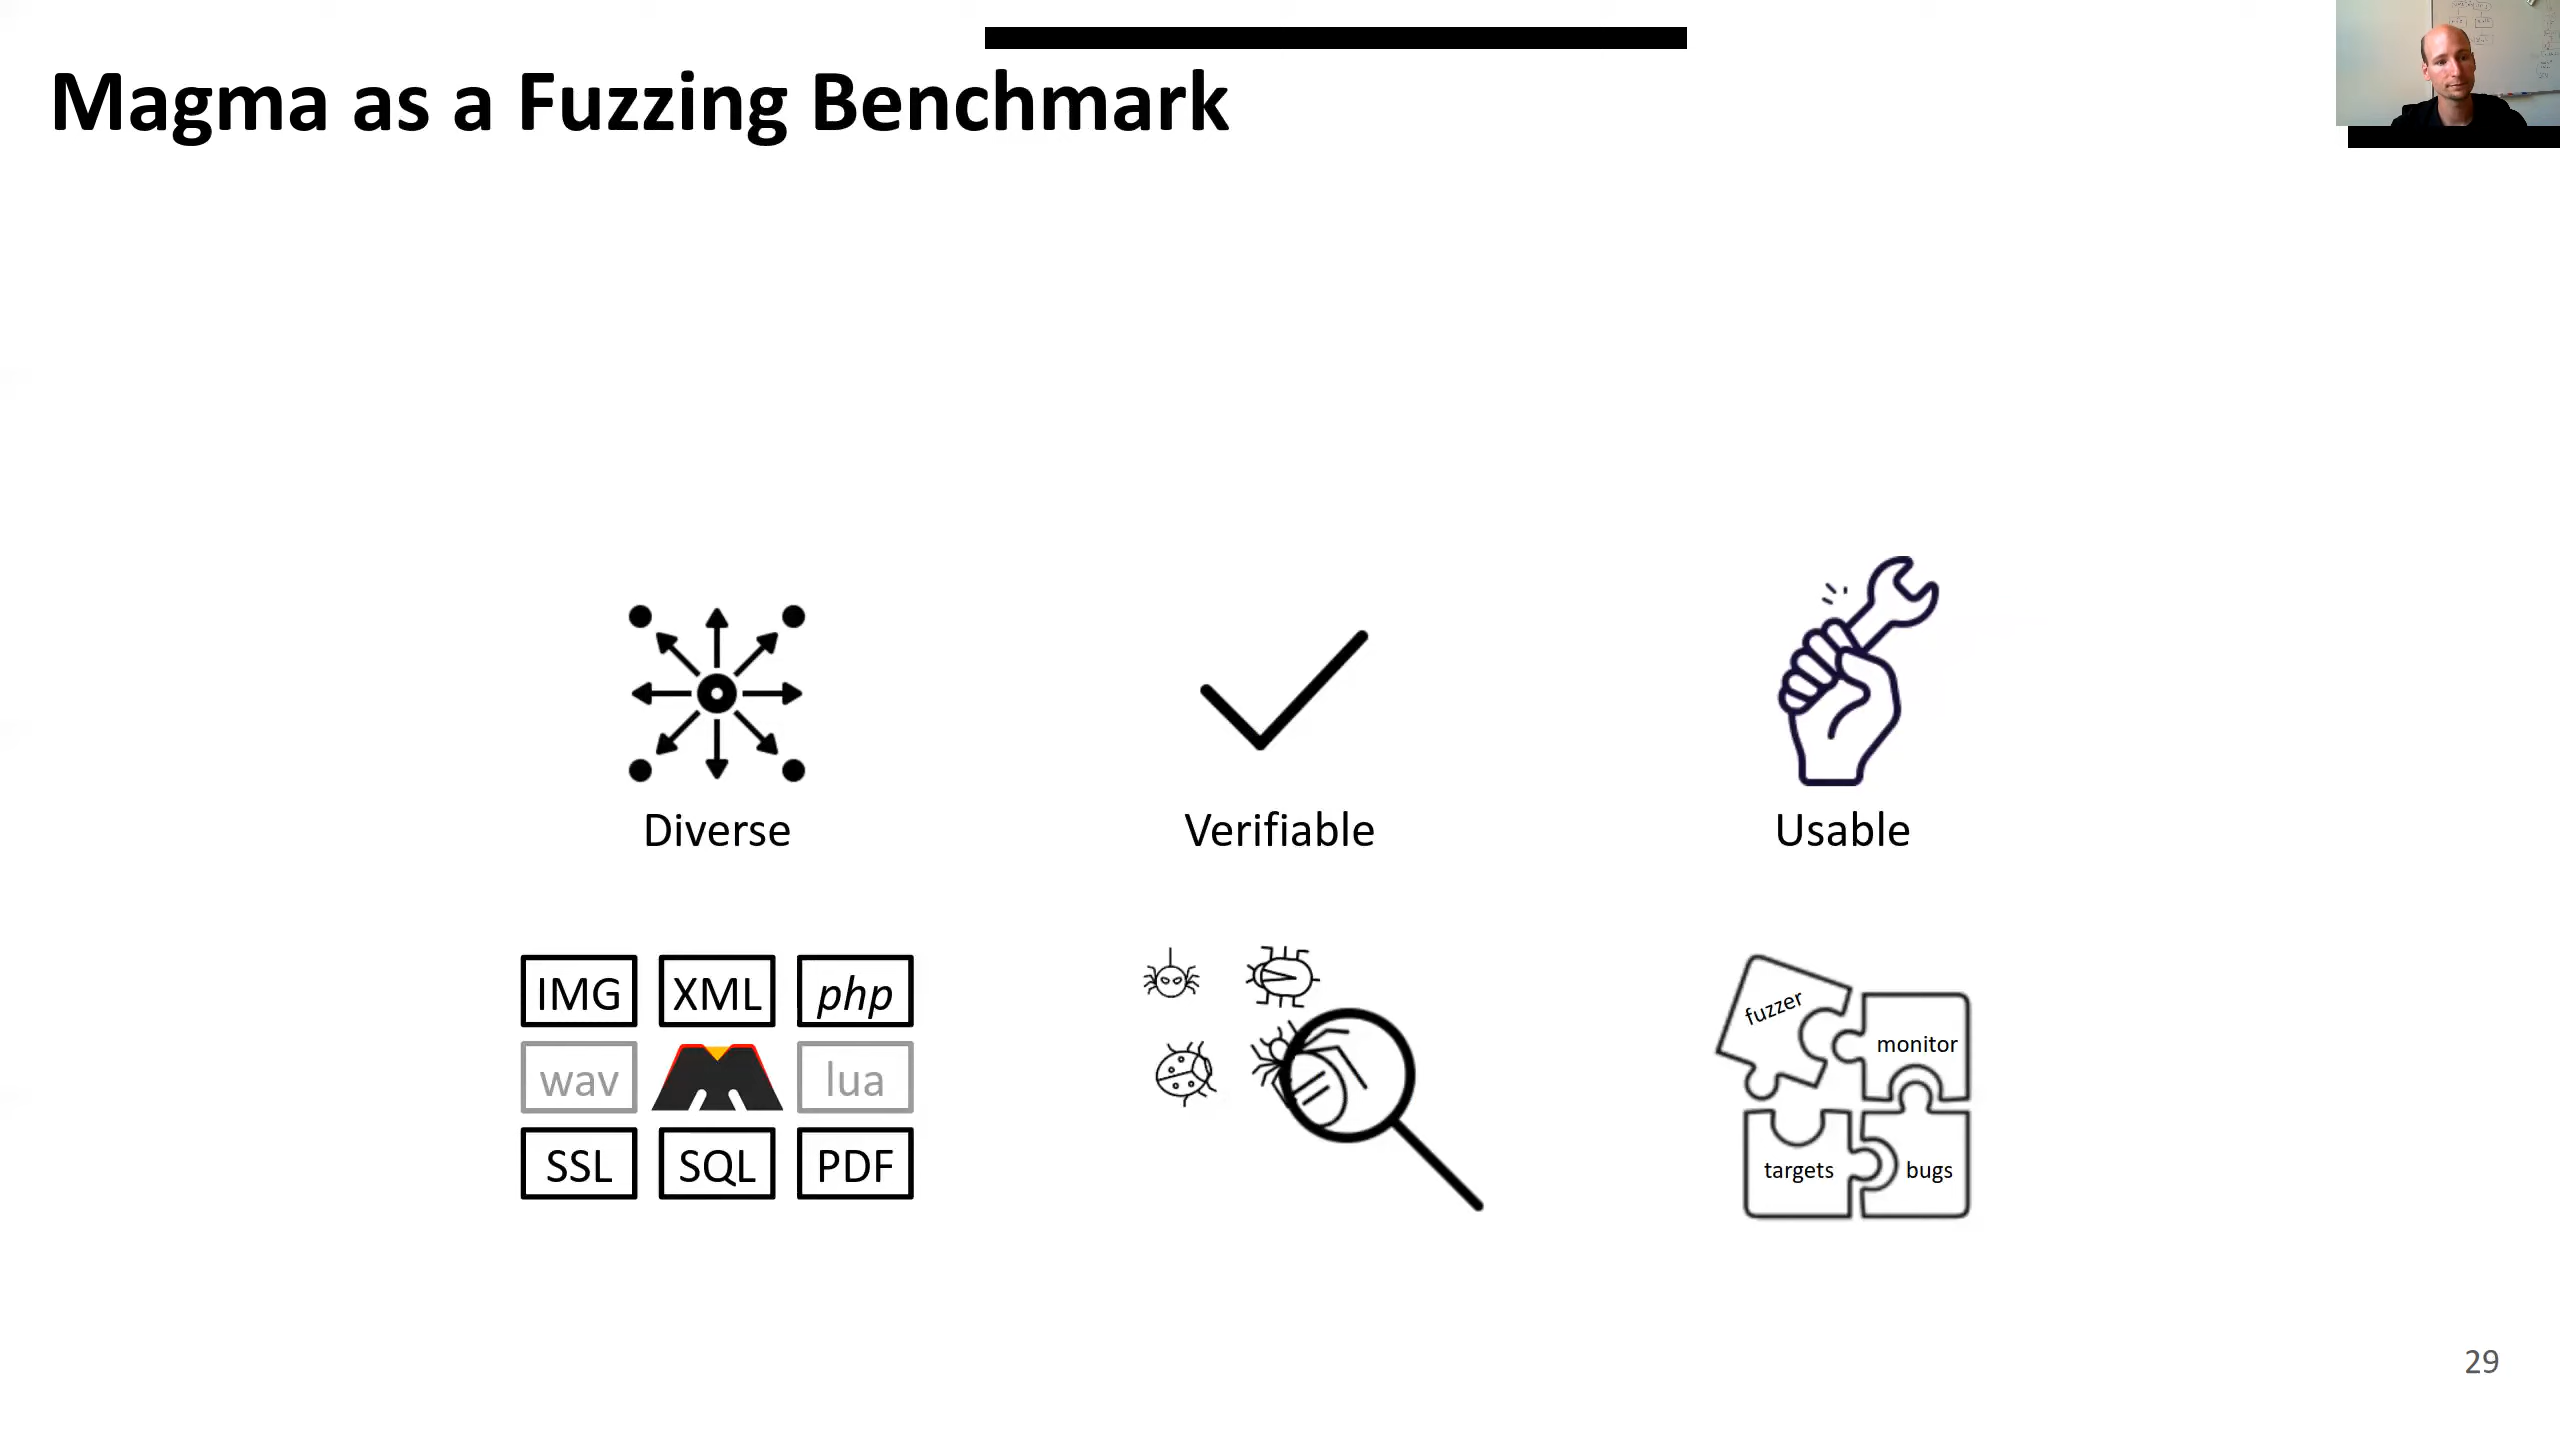 Magma as a Fuzzing Benchmark
Diverse
Verifiable
Usable
IMG
XML
php
wav
lua
SSL
SQL
PDF
fuzzer
monitor
targets
bugs
29